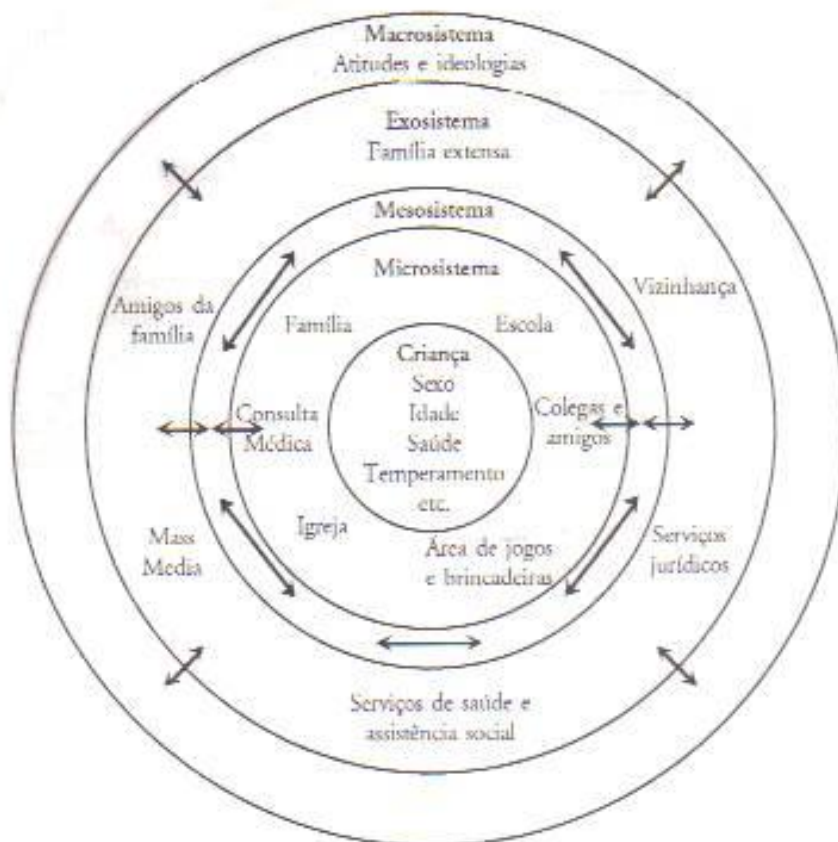 Macrosistema
Atitudes e ideologias
Exosistema
Família extensa
Mesosistema
Microsistema
Amigos da
família
Vizinhança
Família
Escola
Criança
Sexo
Idade
Saúde
Temperamento
etc.
Consulta
Médica
Colegas e
amigos
Igreja
Área de jogos
e brincadeiras
Mass
Media
Serviços
jurídicos
Serviços de saúde e
assistência social